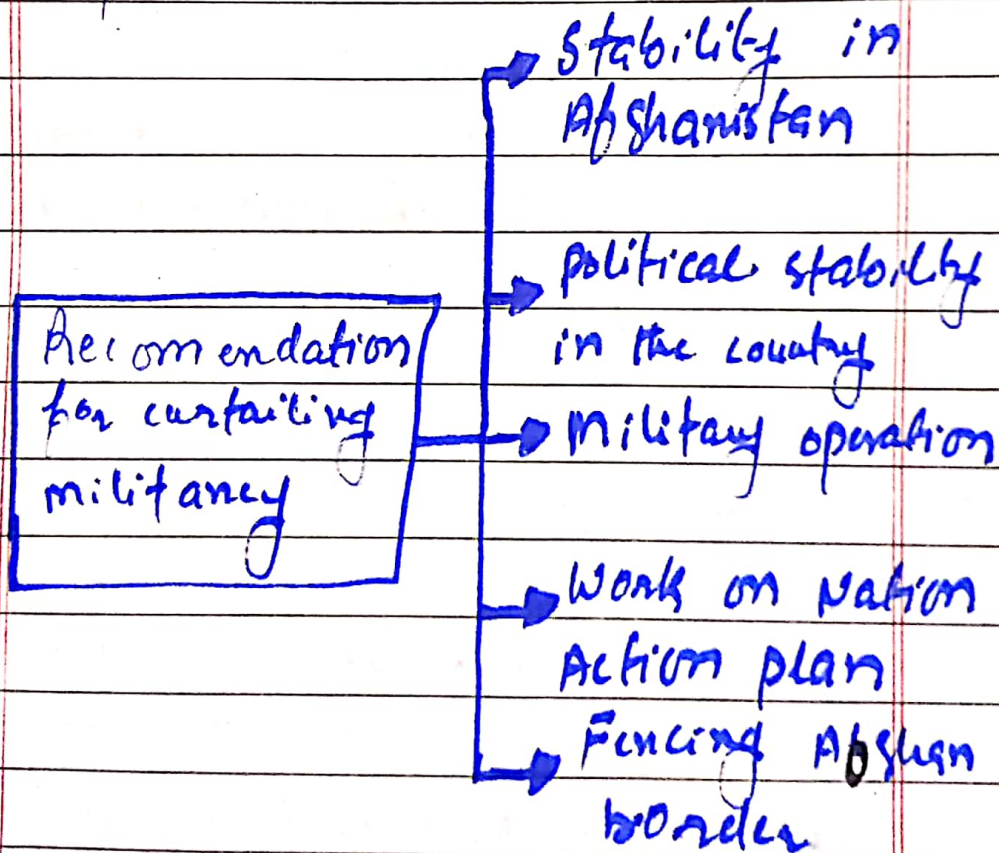 Recomendation
for curtailing
militancy
Stability in
Afghanistan
political stability
in the country
Military operation
Work on Nation
Action plan
Fencing Afghan
border